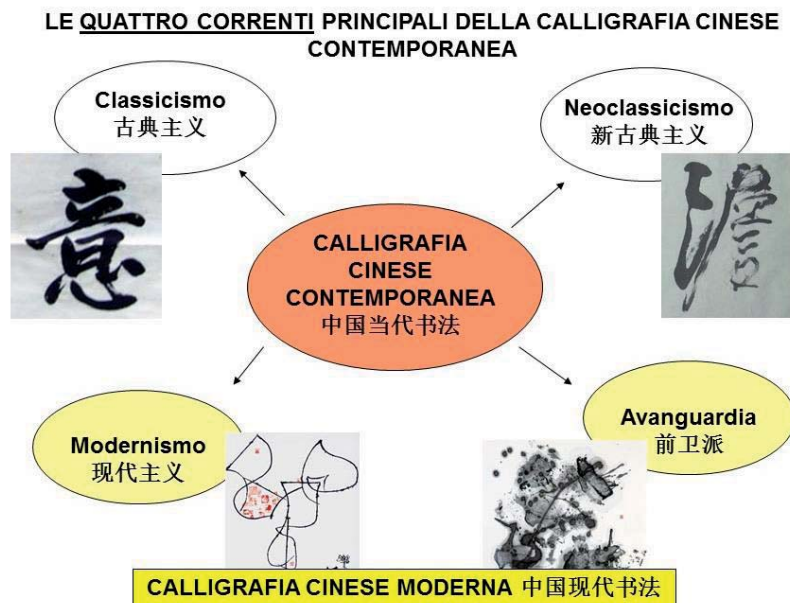 LE QUATTRO CORRENTI PRINCIPALI DELLA CALLIGRAFIA CINESE
CONTEMPORANEA
Classicismo
古典主义
Neoclassicismo
新古典主义
意
CALLIGRAFIA
CINESE
CONTEMPORANEA
中国当代书法
Modernismo
现代主义
Avanguardia
前卫派
CALLIGRAFIA CINESE MODERNA 中国现代书法